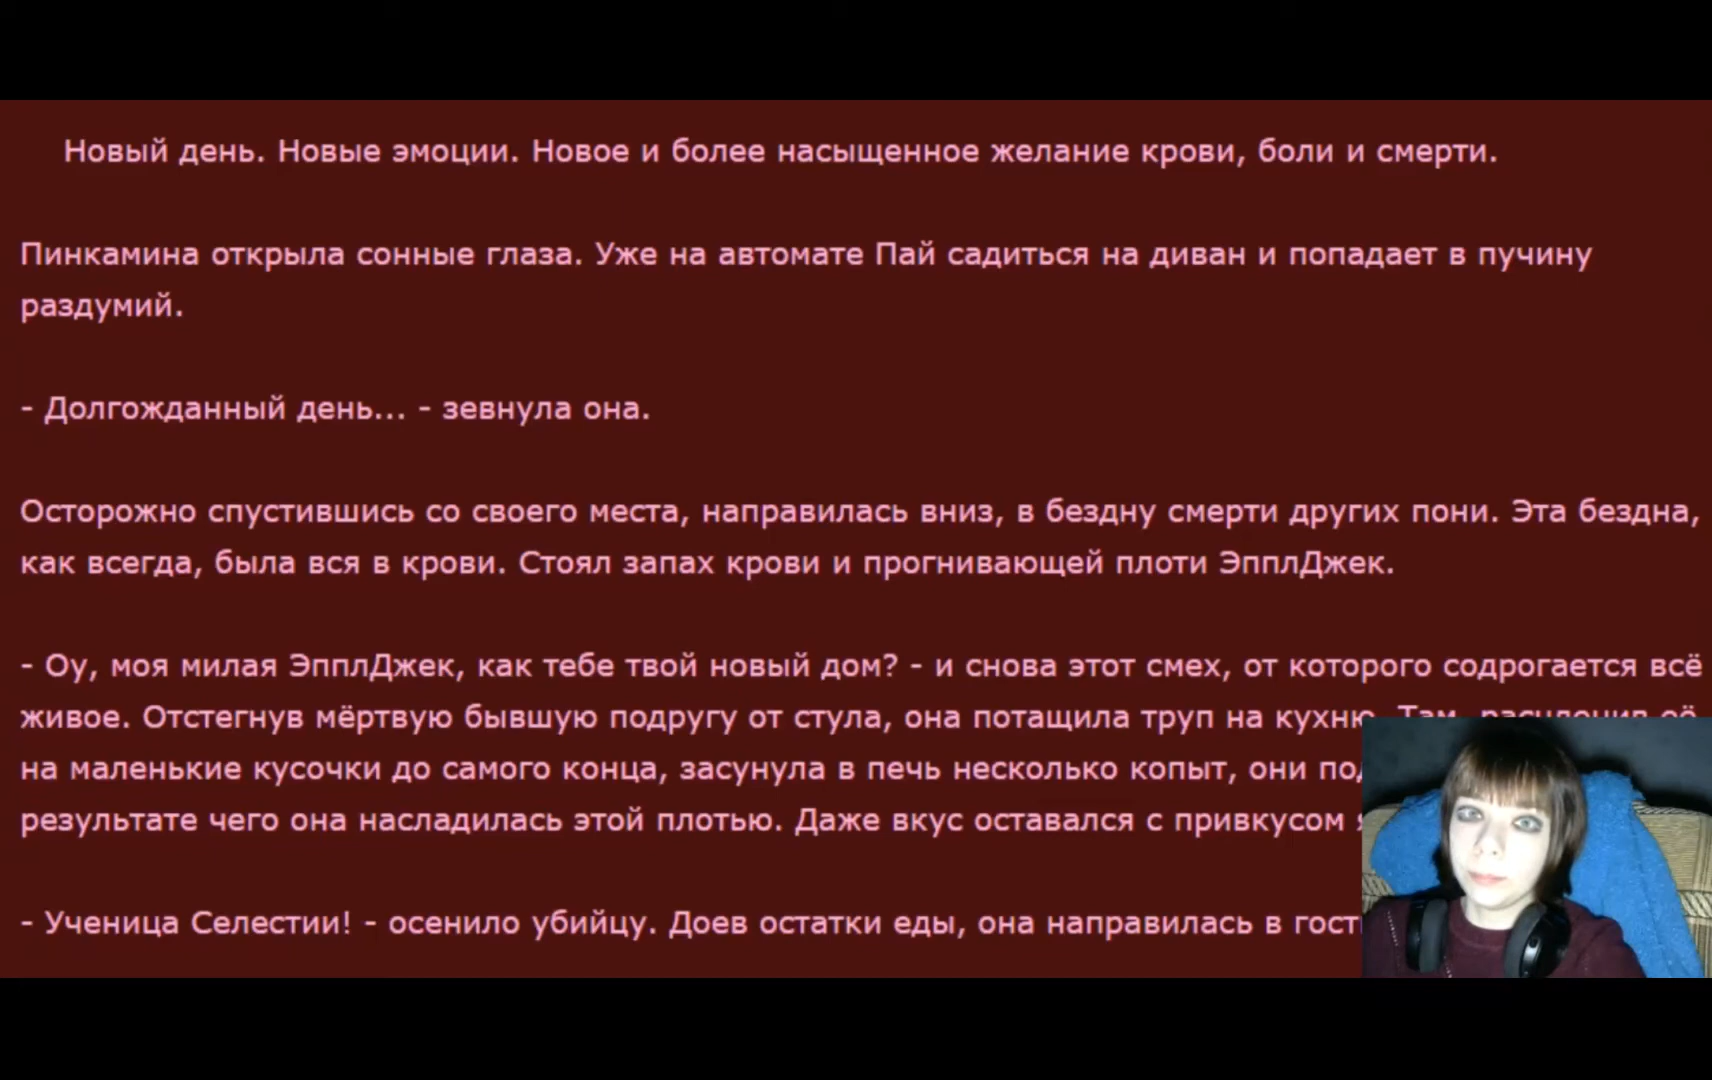 Новый день. Новые эмоции. Новое и более насыщенное желание крови, боли и смерти.
Пинкамина открыла сонные глаза. Уже на автомате Пай садиться на диван и попадает в пучину
раздумий.
- Долгожданный день... - зевнула она.
Осторожно спустившись со своего места, направилась вниз, в бездну смерти других пони. Эта бездна,
как всегда, была вся в крови. Стоял запах крови и прогнивающей плоти ЭпплДжек.
- Оу, моя милая ЭпплДжек, как тебе твой новый дом? - и снова этот смех, от которого содрогается всё
живое. Отстегнув мёртвую бывшую подругу от стула, она потащила труп на кухню. Там, расчленив её
на маленькие кусочки до самого конца, засунула в печь несколько копыт, они
результате чего она насладилась этой плотью. Даже вкус оставался с привкусом
- Ученица Селестии! - осенило убийцу. Доев остатки еды, она направилась в